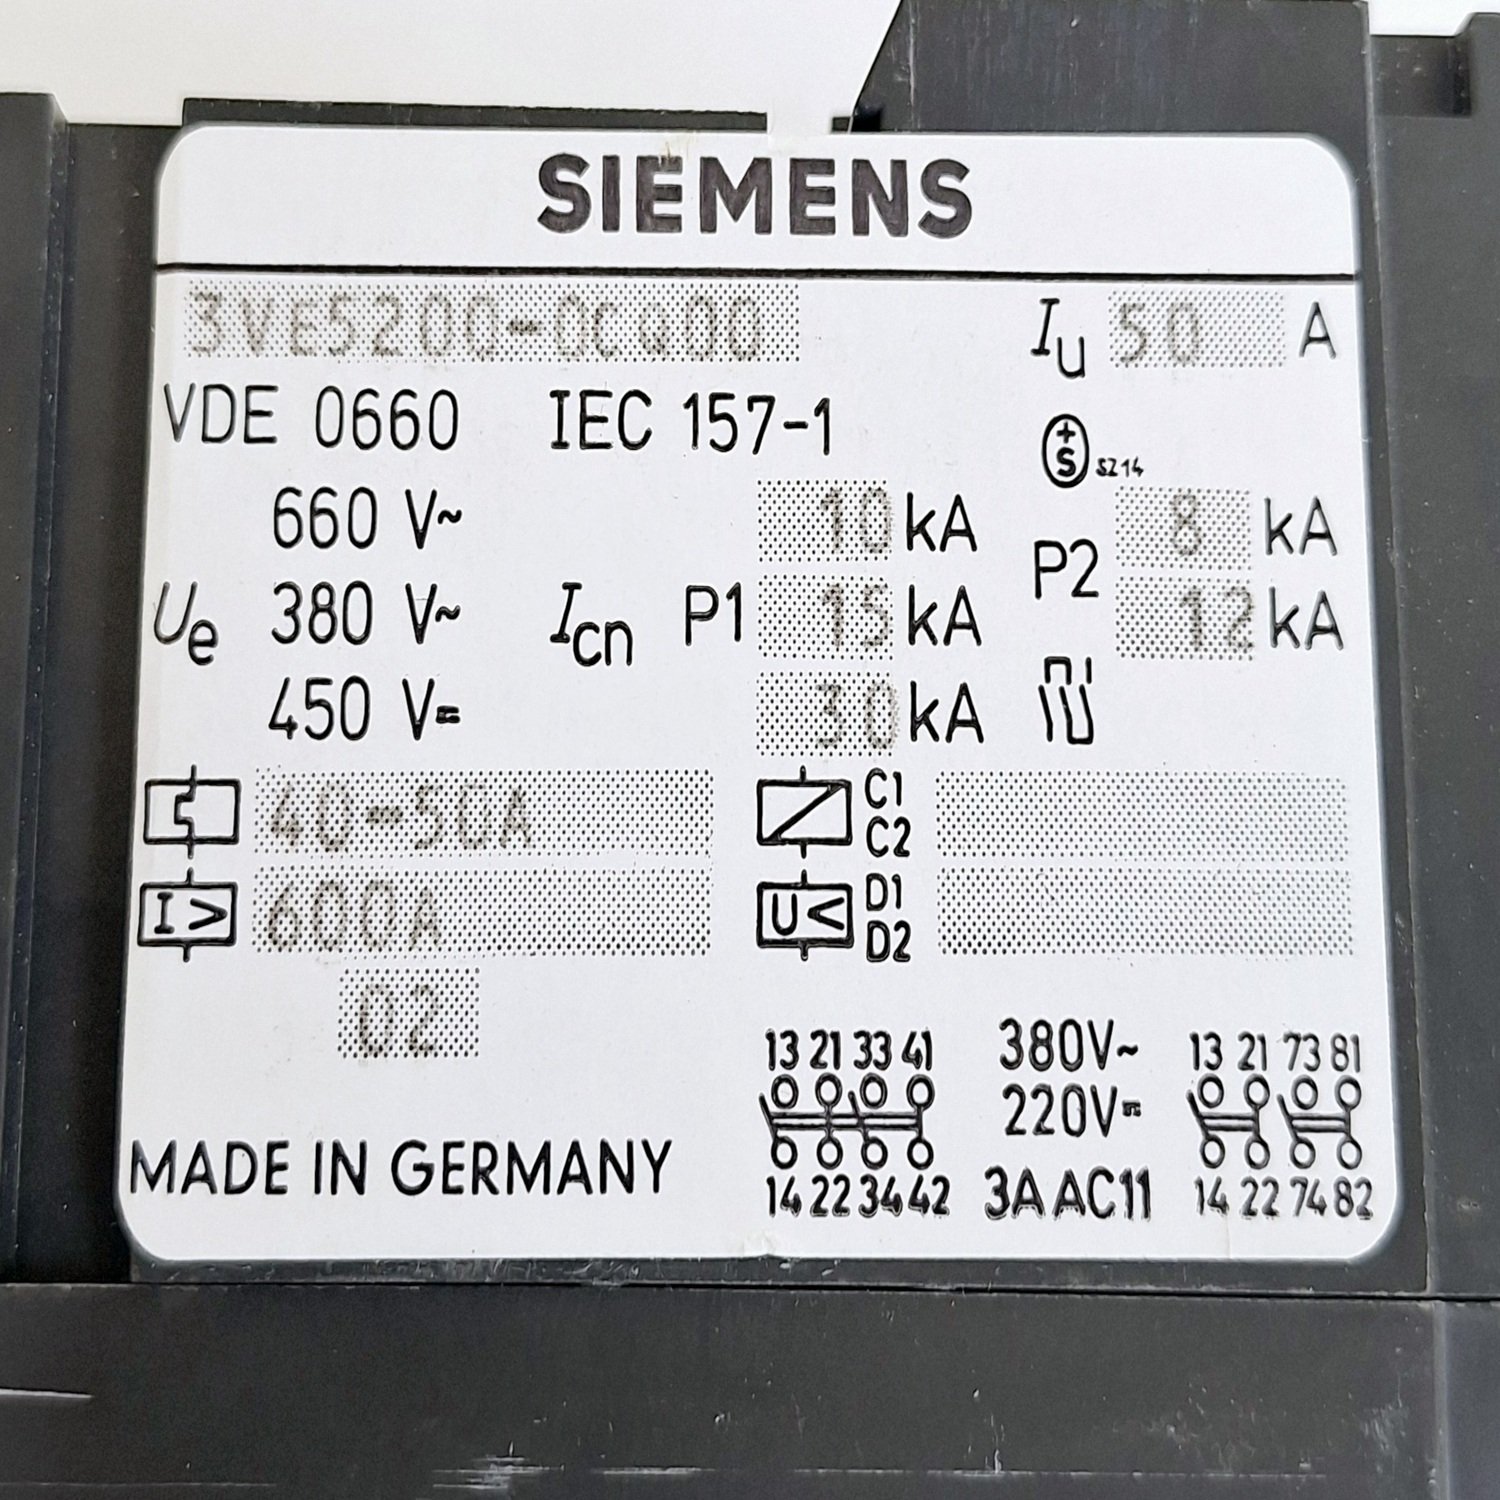 SIEMENS
3VE5200-0CQ00 Iu 50 A
VDE 0660 IEC 157-1
+S SZ14
660 V~ 10 kA P2 8 kA
Ue 380 V~ Icn P1 15 kA 12 kA
450 V= 30 kA
40-50A C1
C2
I> 600A U< D1
D2
02
13 21 33 41 380V~ 13 21 73 81
220V=
MADE IN GERMANY
14 22 34 42 3A AC11 14 22 74 82